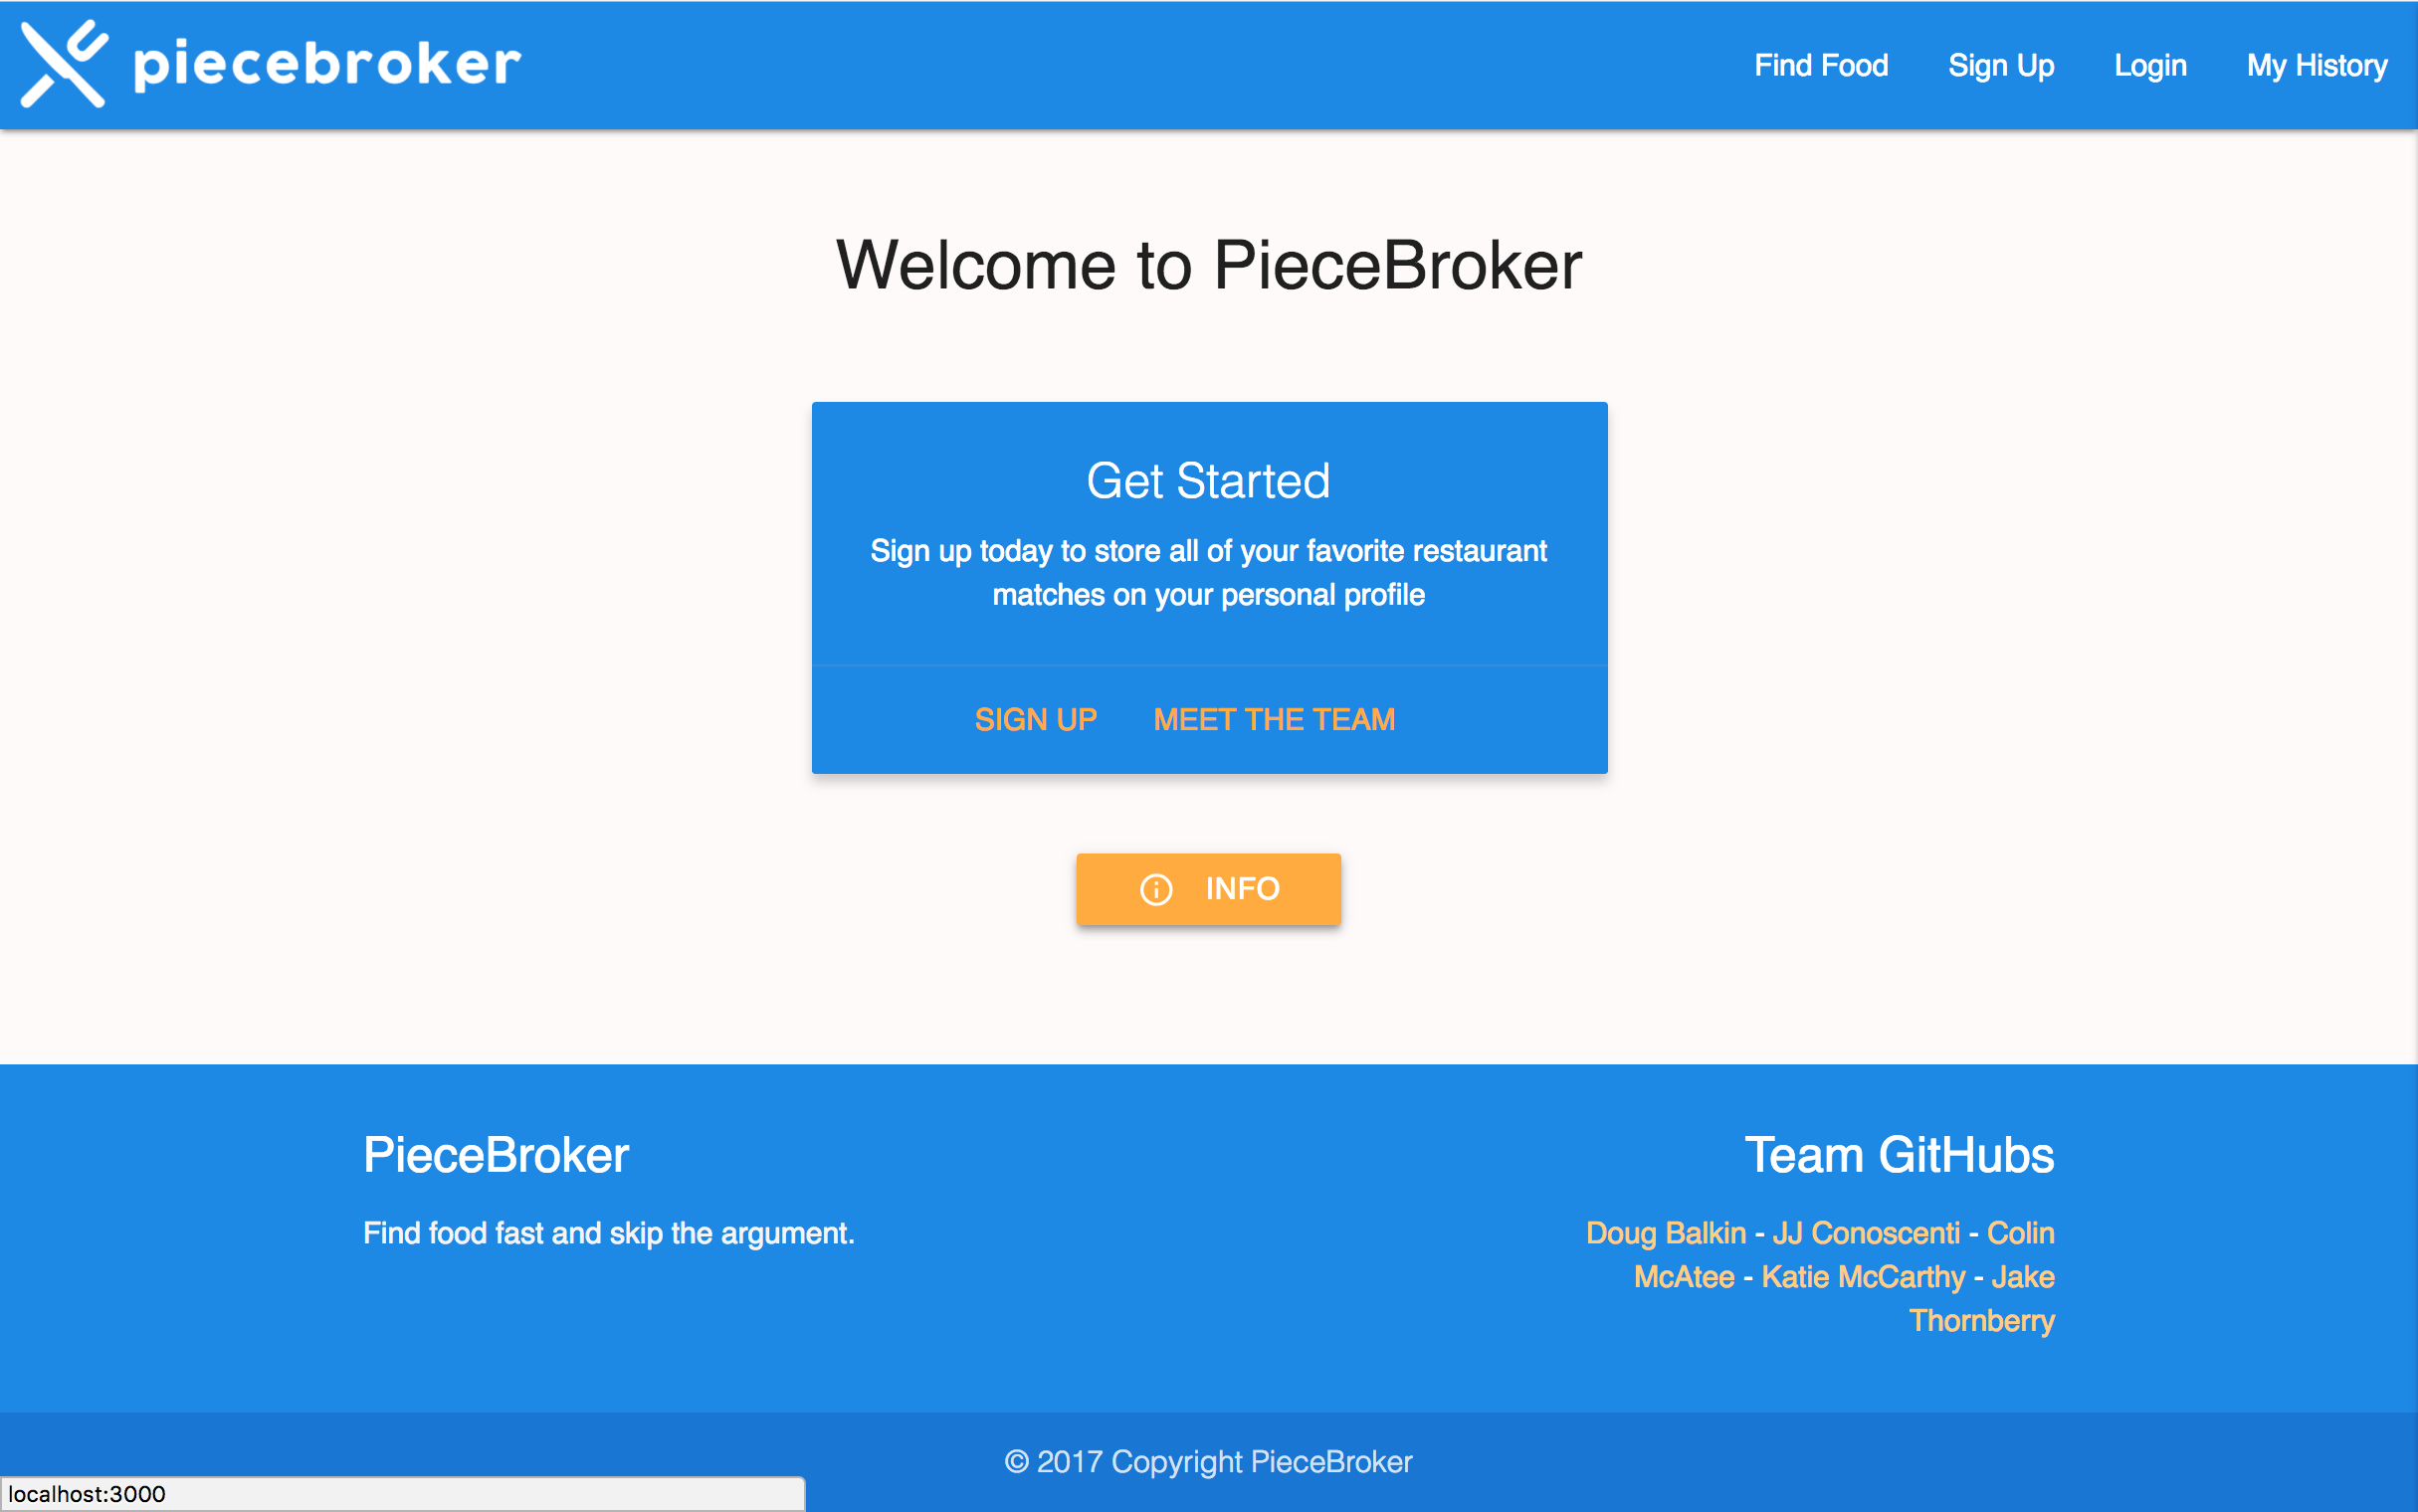 piecebroker
Find Food
Sign Up
Login
My History
Welcome to PieceBroker
Get Started
Sign up today to store all of your favorite restaurant
matches on your personal profile
SIGN UP
MEET THE TEAM
INFO
PieceBroker
Find food fast and skip the argument.
Team GitHubs
Doug Balkin - JJ Conoscenti - Colin
McAtee - Katie McCarthy - Jake
Thornberry
© 2017 Copyright PieceBroker
localhost:3000